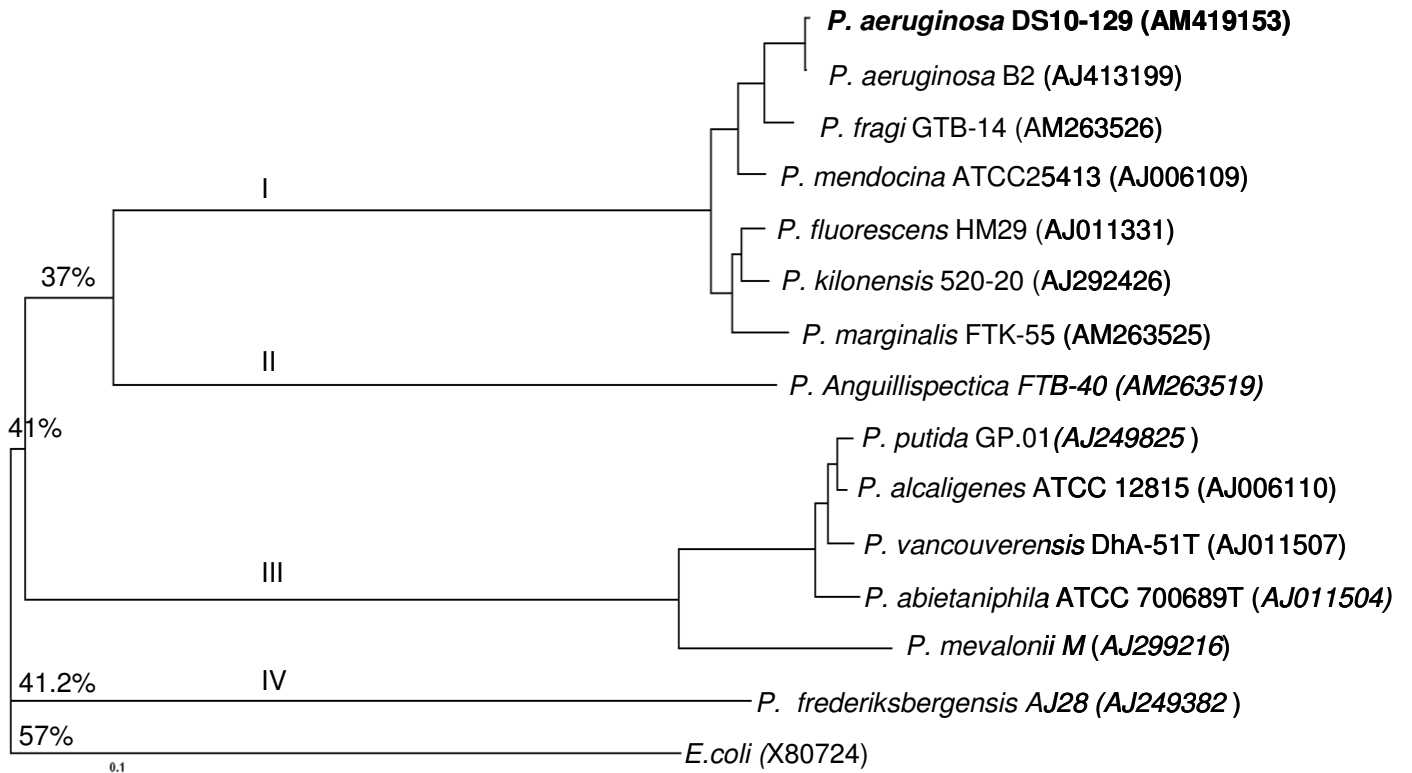 P. aeruginosa DS10-129 (AM419153)
P. aeruginosa B2 (AJ413199)
P. fragi GTB-14 (AM263526)
P. mendocina ATCC25413 (AJ006109)
I
P. fluorescens HM29 (AJ011331)
37%
P. kilonensis 520-20 (AJ292426)
P. marginalis FTK-55 (AM263525)
II
P. Anguillispectica FTB-40 (AM263519)
41%
P. putida GP.01(AJ249825 )
P. alcaligenes ATCC 12815 (AJ006110)
P. vancouverensis DhA-51T (AJ011507)
III
P. abietaniphila ATCC 700689T (AJ011504)
P. mevalonii M (AJ299216)
41.2%
IV
P. frederiksbergensis AJ28 (AJ249382 )
57%
E.coli (X80724)
0.1